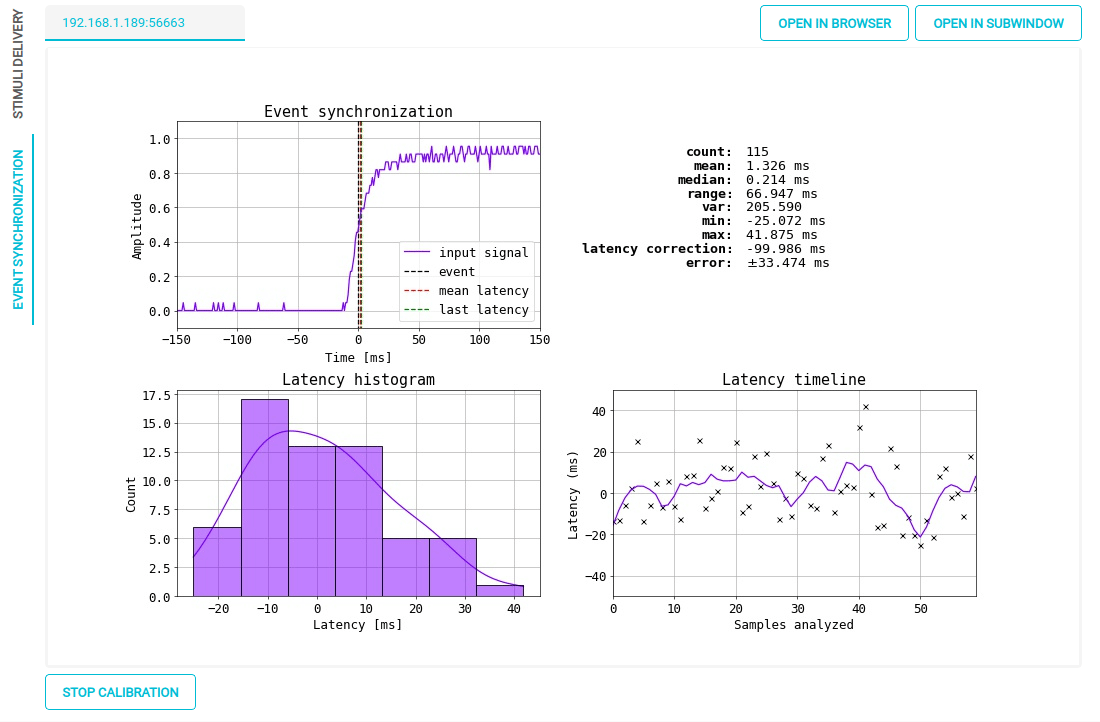 STIMULI DELIVERY
EVENT SYNCHRONIZATION
192.168.1.189:56663
OPEN IN BROWSER
OPEN IN SUBWINDOW
Event synchronization
Amplitude
1.0
0.8
0.6
0.4
0.2
0.0
input signal
event
mean latency
last latency
−150 −100 −50 0 50 100 150
Time [ms]
count: 115
mean: 1.326 ms
median: 0.214 ms
range: 66.947 ms
var: 205.590
min: -25.072 ms
max: 41.875 ms
latency correction: -99.986 ms
error: ±33.474 ms
Latency histogram
Count
17.5
15.0
12.5
10.0
7.5
5.0
2.5
0.0
−20 −10 0 10 20 30 40
Latency [ms]
Latency timeline
Latency (ms)
40
20
0
−20
−40
0 10 20 30 40 50
Samples analyzed
STOP CALIBRATION